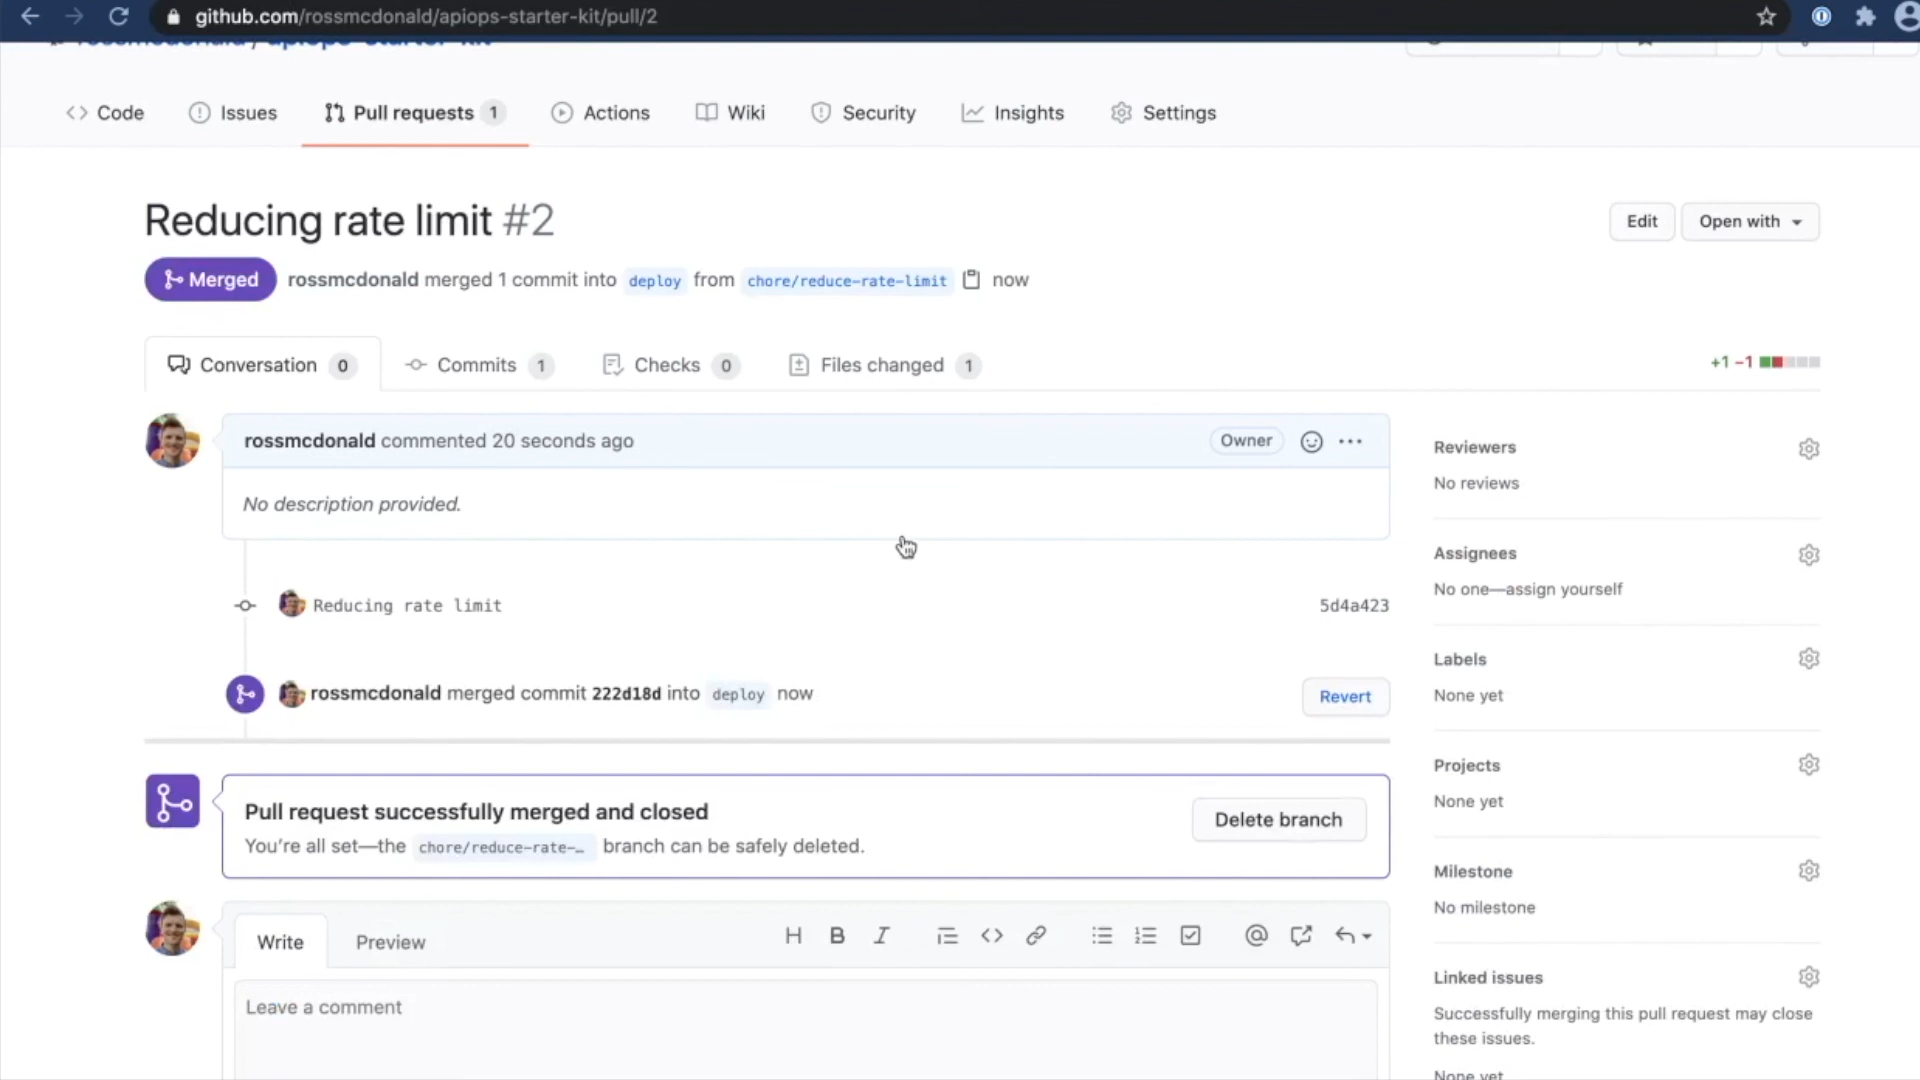 github.com/rossmcdonald/apiops-starter-kit/pull/2
rossmcdonald / apiops-starter-kit
Code Issues Pull requests 1 Actions Wiki Security Insights Settings
Reducing rate limit #2
Edit Open with
Merged rossmcdonald merged 1 commit into deploy from chore/reduce-rate-limit now
Conversation 0 Commits 1 Checks 0 Files changed 1
+1 −1
rossmcdonald commented 20 seconds ago
Owner
No description provided.
Reducing rate limit 5d4a423
rossmcdonald merged commit 222d18d into deploy now
Revert
Pull request successfully merged and closed
You're all set—the chore/reduce-rate-… branch can be safely deleted.
Delete branch
Write Preview
H B I
Leave a comment
Reviewers
No reviews
Assignees
No one—assign yourself
Labels
None yet
Projects
None yet
Milestone
No milestone
Linked issues
Successfully merging this pull request may close
these issues.
None yet